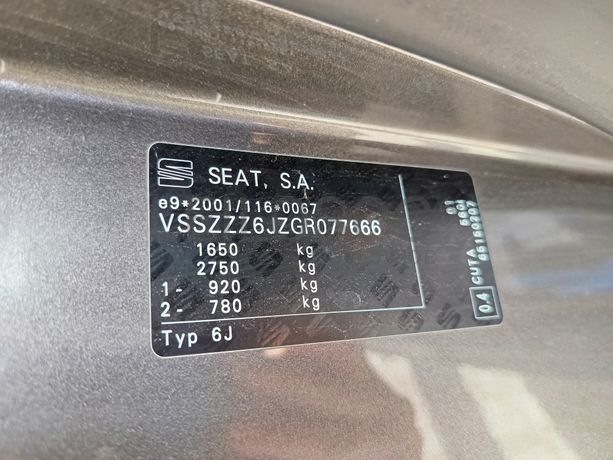 SEAT, S.A.
e9*2001/116*0067
VSSZZZ6JZGR077666
1650 kg
2750 kg
1- 920 kg
2- 780 kg
Typ 6J
0.4 CUTA